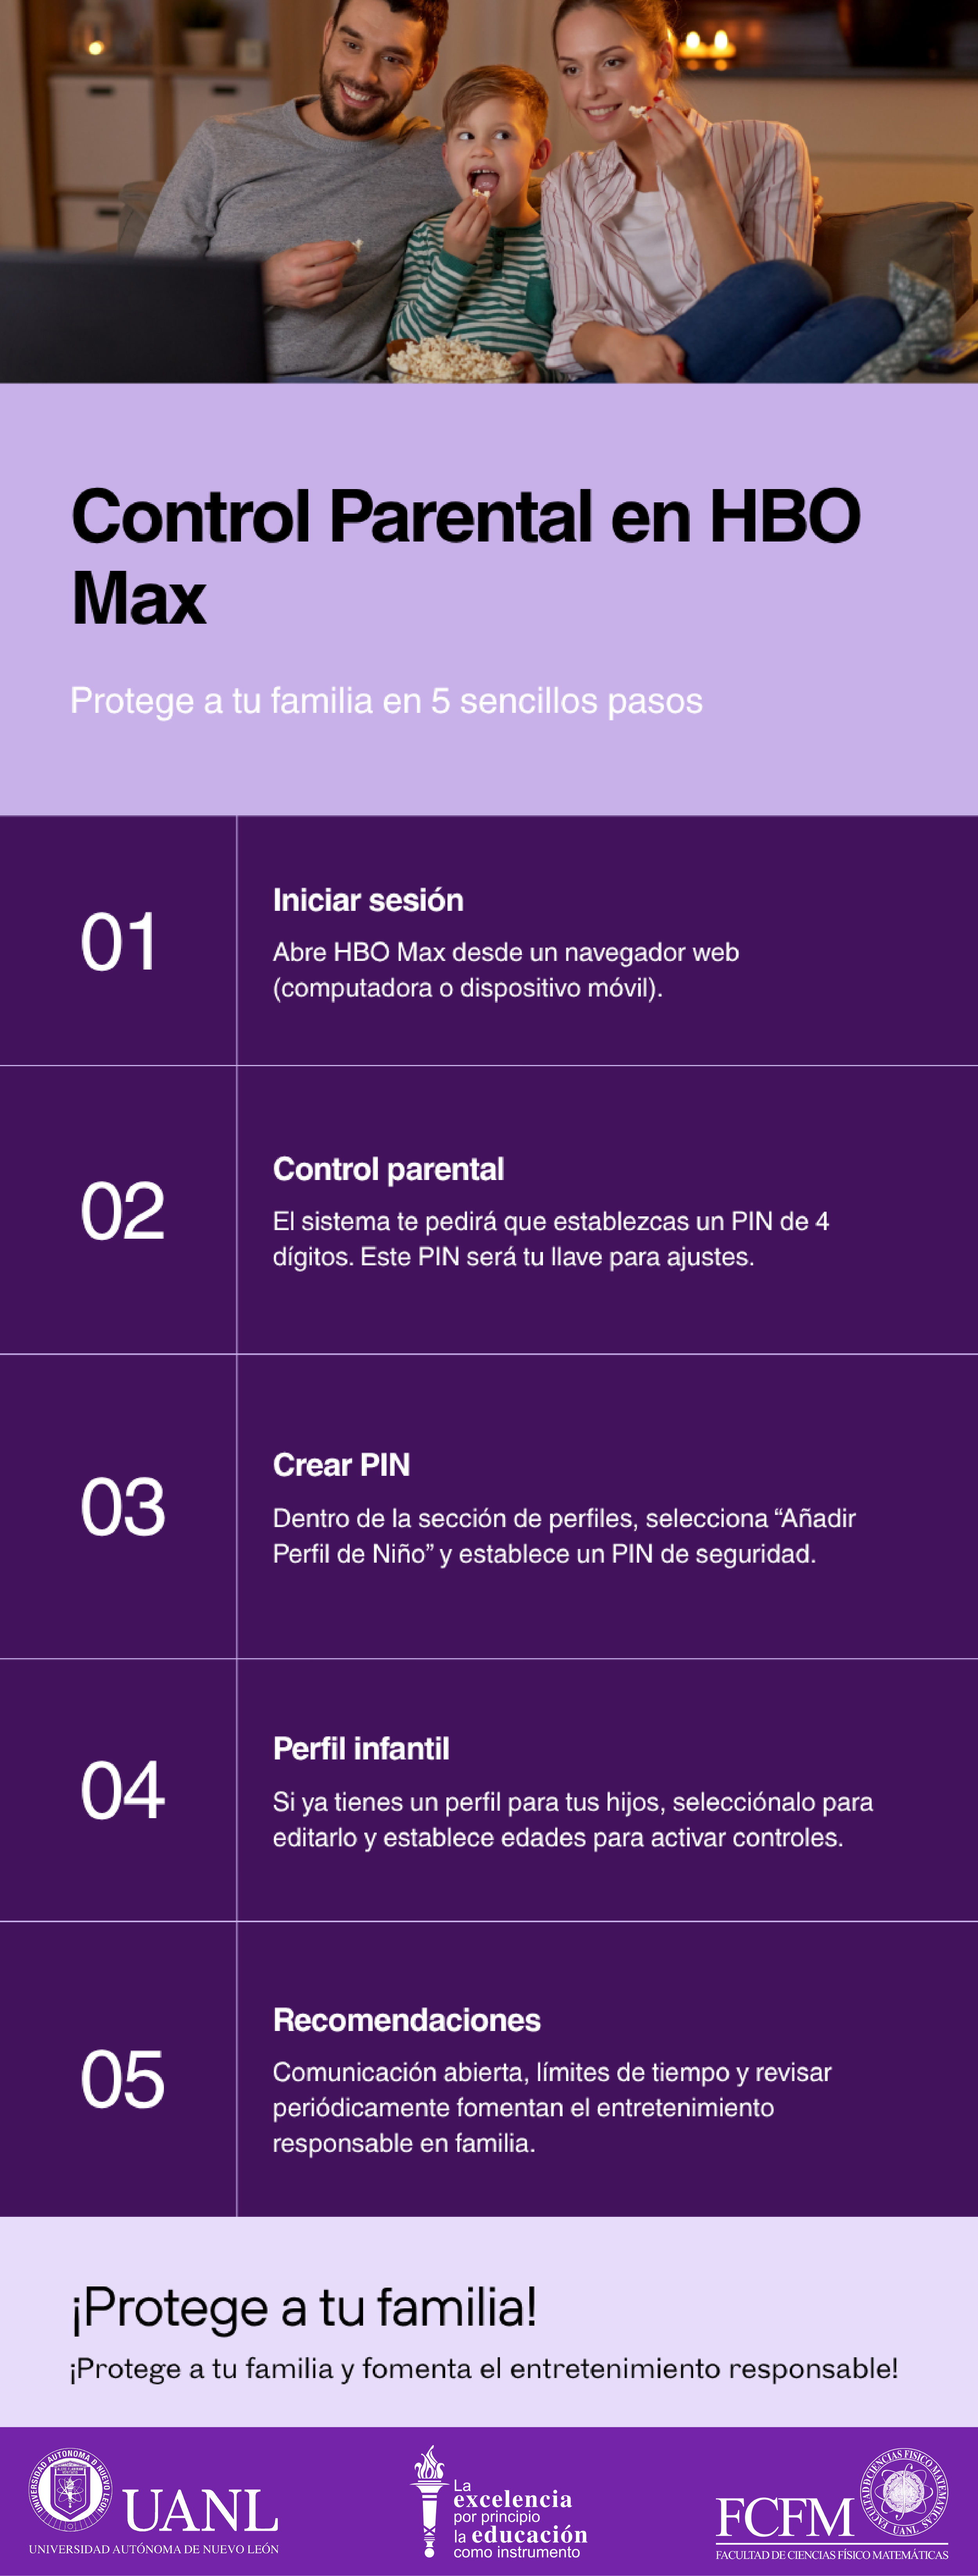 Control Parental en HBO
Max
Protege a tu familia en 5 sencillos pasos
01
Iniciar sesión
Abre HBO Max desde un navegador web
(computadora o dispositivo móvil).
02
Control parental
El sistema te pedirá que establezcas un PIN de 4
dígitos. Este PIN será tu llave para ajustes.
03
Crear PIN
Dentro de la sección de perfiles, selecciona “Añadir
Perfil de Niño” y establece un PIN de seguridad.
04
Perfil infantil
Si ya tienes un perfil para tus hijos, selecciónalo para
editarlo y establece edades para activar controles.
05
Recomendaciones
Comunicación abierta, límites de tiempo y revisar
periódicamente fomentan el entretenimiento
responsable en familia.
¡Protege a tu familia!
¡Protege a tu familia y fomenta el entretenimiento responsable!
UNIVERSIDAD AUTONOMA D NUEVO LEON
UANL
UNIVERSIDAD AUTÓNOMA DE NUEVO LEÓN
La
excelencia
por principio
la educación
como instrumento
FCFM
FACULTAD D CIENCIAS FISICO MATEMATICAS
UANL
FACULTAD DE CIENCIAS FÍSICO MATEMÁTICAS